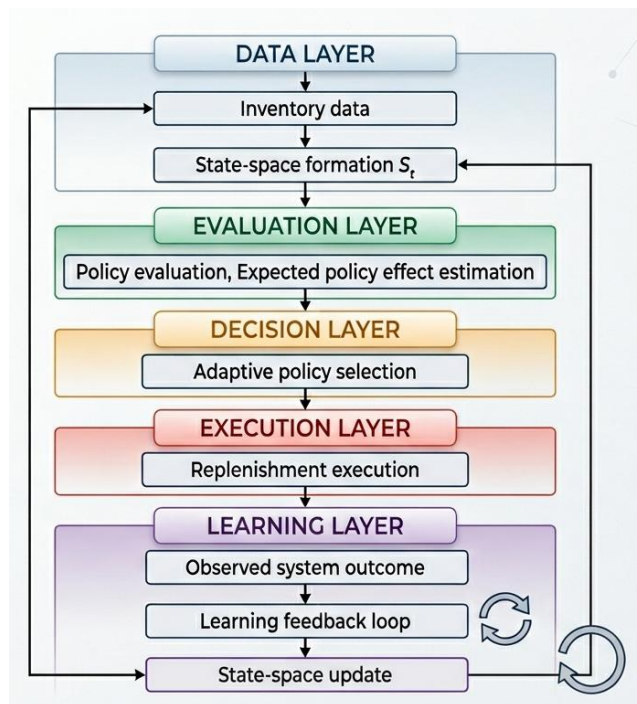 DATA LAYER
Inventory data
State-space formation Sₜ
EVALUATION LAYER
Policy evaluation, Expected policy effect estimation
DECISION LAYER
Adaptive policy selection
EXECUTION LAYER
Replenishment execution
LEARNING LAYER
Observed system outcome
Learning feedback loop
State-space update